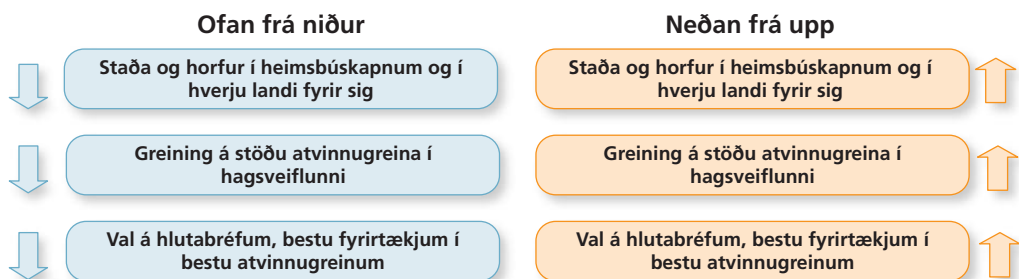 Ofan frá niður
Staða og horfur í heimsbúskapnum og í
hverju landi fyrir sig
Greining á stöðu atvinnugreina í
hagsveiflunni
Val á hlutabréfum, bestu fyrirtækjum í
bestu atvinnugreinum
Neðan frá upp
Staða og horfur í heimsbúskapnum og í
hverju landi fyrir sig
Greining á stöðu atvinnugreina í
hagsveiflunni
Val á hlutabréfum, bestu fyrirtækjum í
bestu atvinnugreinum